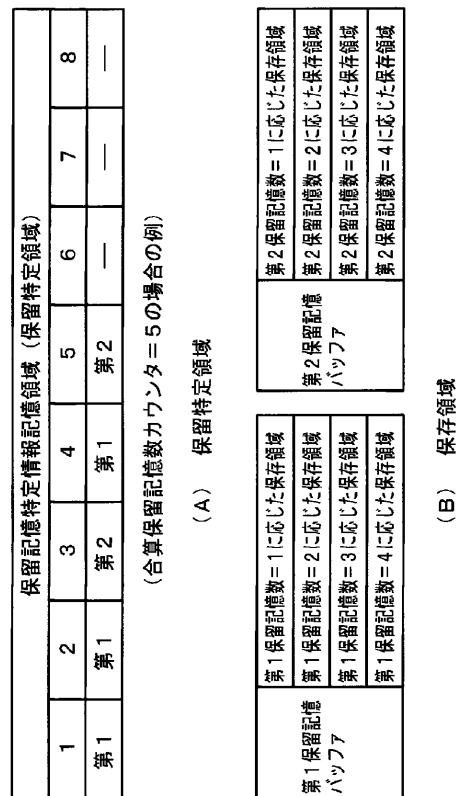 保留記憶特定情報記憶領域（保留特定領域）
1 2 3 4 5 6 7 8
第1 第1 第2 第1 第2 ― ― ―
（合算保留記憶数カウンタ＝5の場合の例）
（A） 保留特定領域
第1保留記憶
バッファ
第1保留記憶数＝1に応じた保存領域
第1保留記憶数＝2に応じた保存領域
第1保留記憶数＝3に応じた保存領域
第1保留記憶数＝4に応じた保存領域
第2保留記憶
バッファ
第2保留記憶数＝1に応じた保存領域
第2保留記憶数＝2に応じた保存領域
第2保留記憶数＝3に応じた保存領域
第2保留記憶数＝4に応じた保存領域
（B） 保存領域